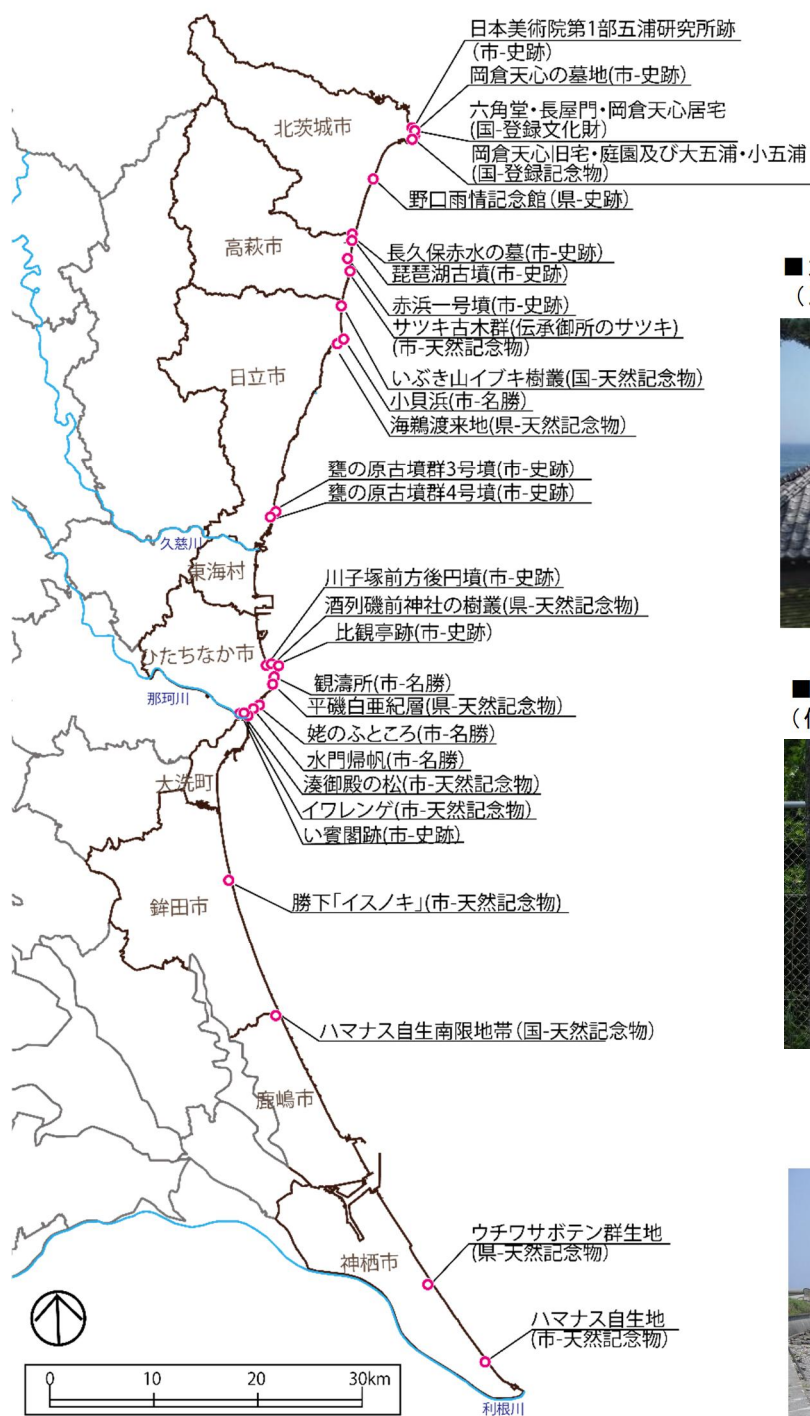 日本美術院第1部五浦研究所跡
(市-史跡)
岡倉天心の墓地(市-史跡)
六角堂・長屋門・岡倉天心居宅
(国-登録文化財)
岡倉天心旧宅・庭園及び大五浦・小五浦
(国-登録記念物)
北茨城市
野口雨情記念館(県-史跡)
高萩市
長久保赤水の墓(市-史跡)
琵琶湖古墳(市-史跡)
赤浜一号墳(市-史跡)
サツキ古木群(伝承御所のサツキ)
(市-天然記念物)
日立市
いぶき山イブキ樹叢(国-天然記念物)
小貝浜(市-名勝)
海鵜渡来地(県-天然記念物)
甕の原古墳群3号墳(市-史跡)
甕の原古墳群4号墳(市-史跡)
久慈川
東海村
川子塚前方後円墳(市-史跡)
酒列磯前神社の樹叢(県-天然記念物)
比観亭跡(市-史跡)
ひたちなか市
観濤所(市-名勝)
那珂川
平磯白亜紀層(県-天然記念物)
姥のふところ(市-名勝)
水門帰帆(市-名勝)
大洗町
湊御殿の松(市-天然記念物)
イワレンゲ(市-天然記念物)
い賓閣跡(市-史跡)
鉾田市
勝下「イスノキ」(市-天然記念物)
ハマナス自生南限地帯(国-天然記念物)
鹿嶋市
ウチワサボテン群生地
(県-天然記念物)
神栖市
ハマナス自生地
(市-天然記念物)
0 10 20 30km
利根川